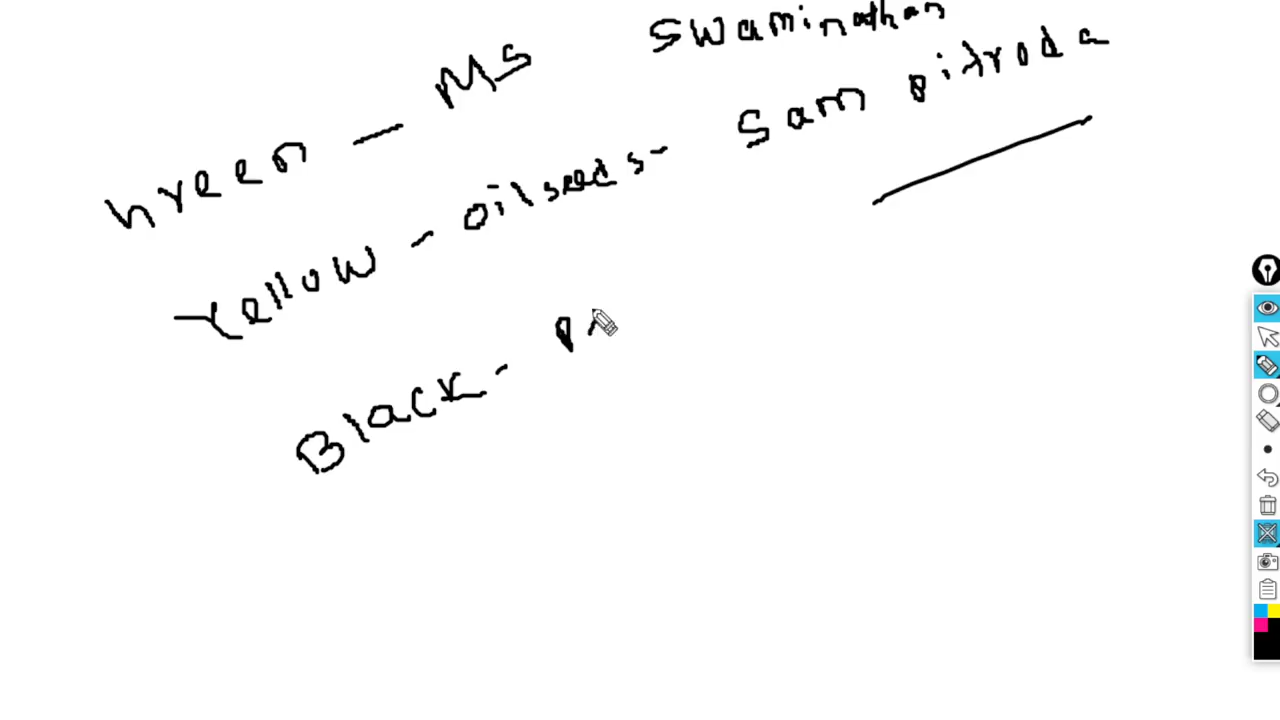 hreen - MS Swaminathan
Yellow - oilseeds - Sam pitroda
Black -